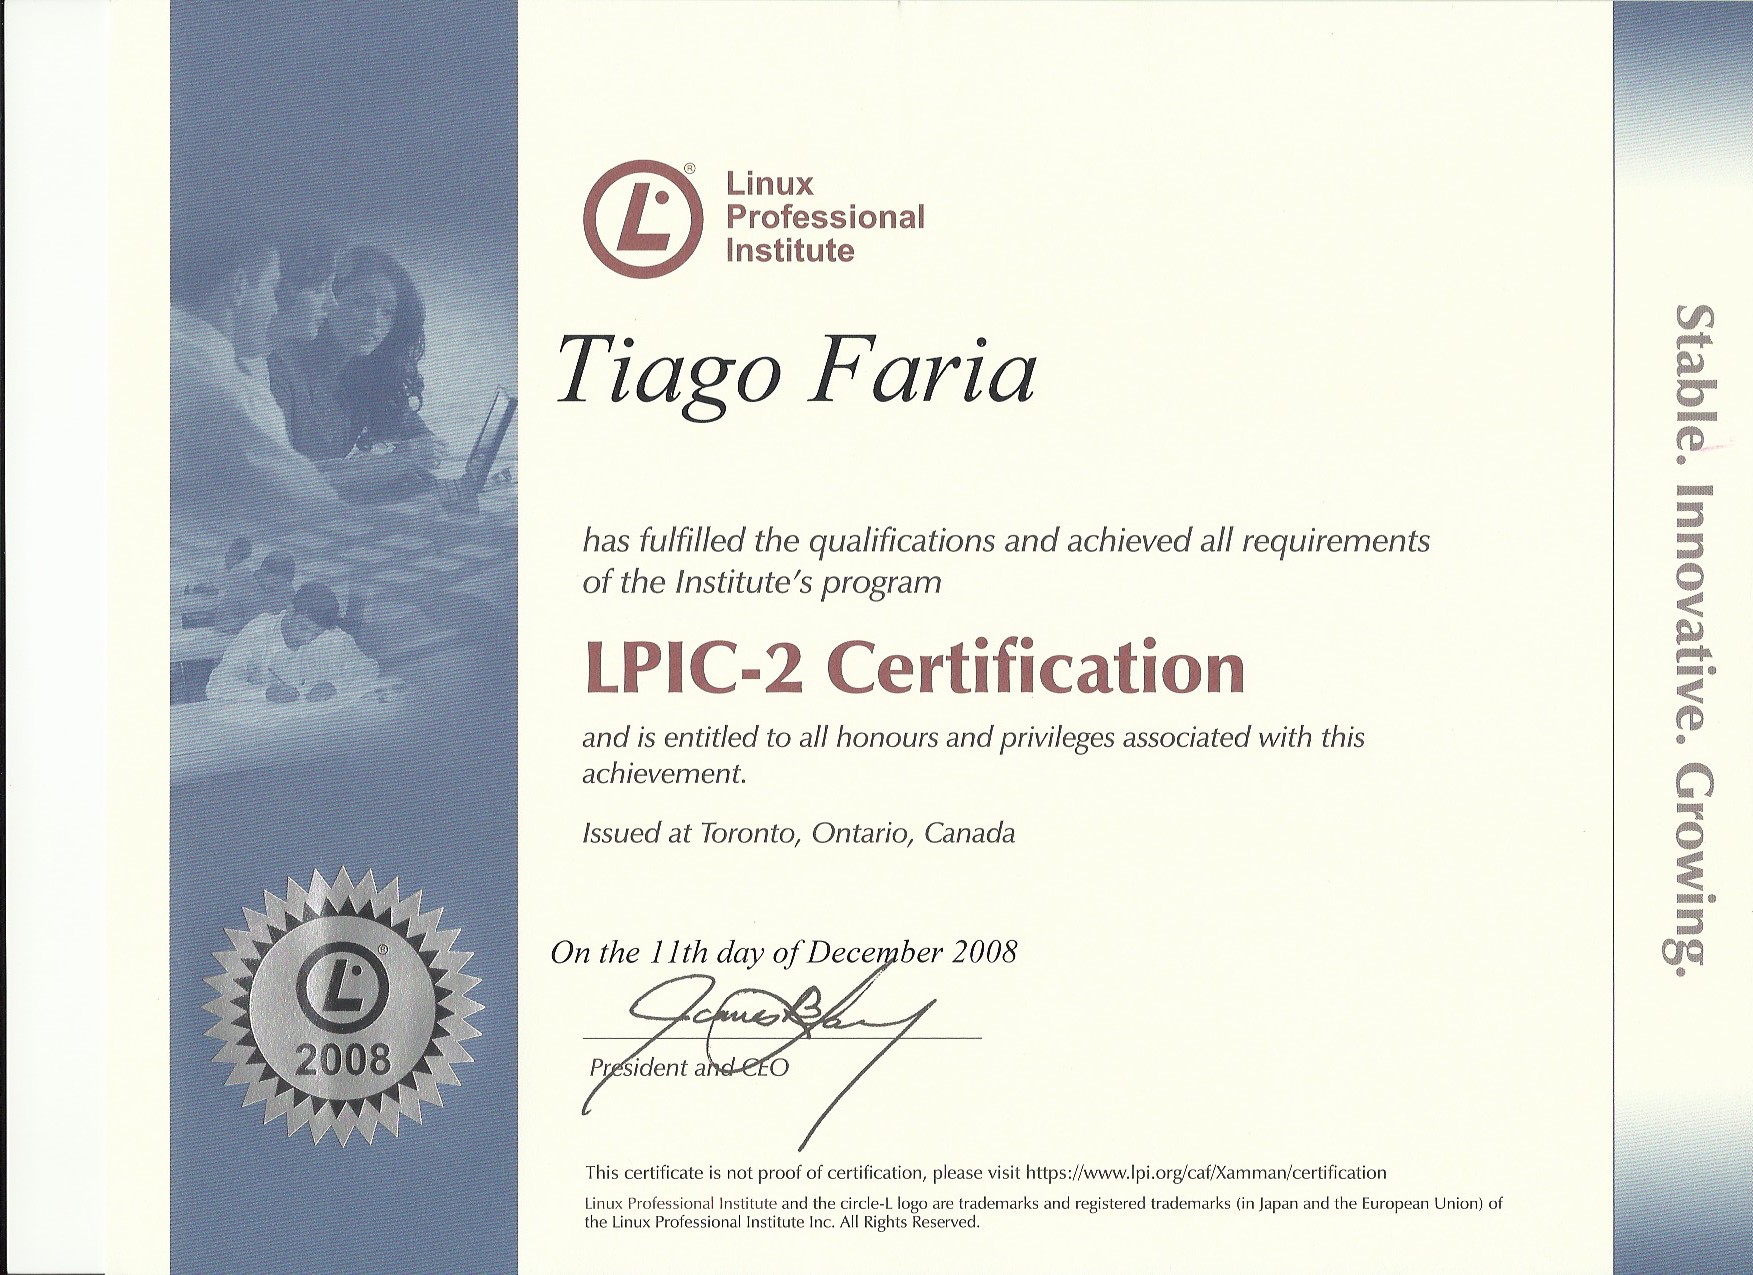 Linux
Professional
Institute
®
Tiago Faria
has fulfilled the qualifications and achieved all requirements
of the Institute's program
LPIC-2 Certification
and is entitled to all honours and privileges associated with this
achievement.
Issued at Toronto, Ontario, Canada
On the 11th day of December 2008
President and CEO
This certificate is not proof of certification, please visit https://www.lpi.org/caf/Xamman/certification
Linux Professional Institute and the circle-L logo are trademarks and registered trademarks (in Japan and the European Union) of
the Linux Professional Institute Inc. All Rights Reserved.
®
2008
Stable. Innovative. Growing.